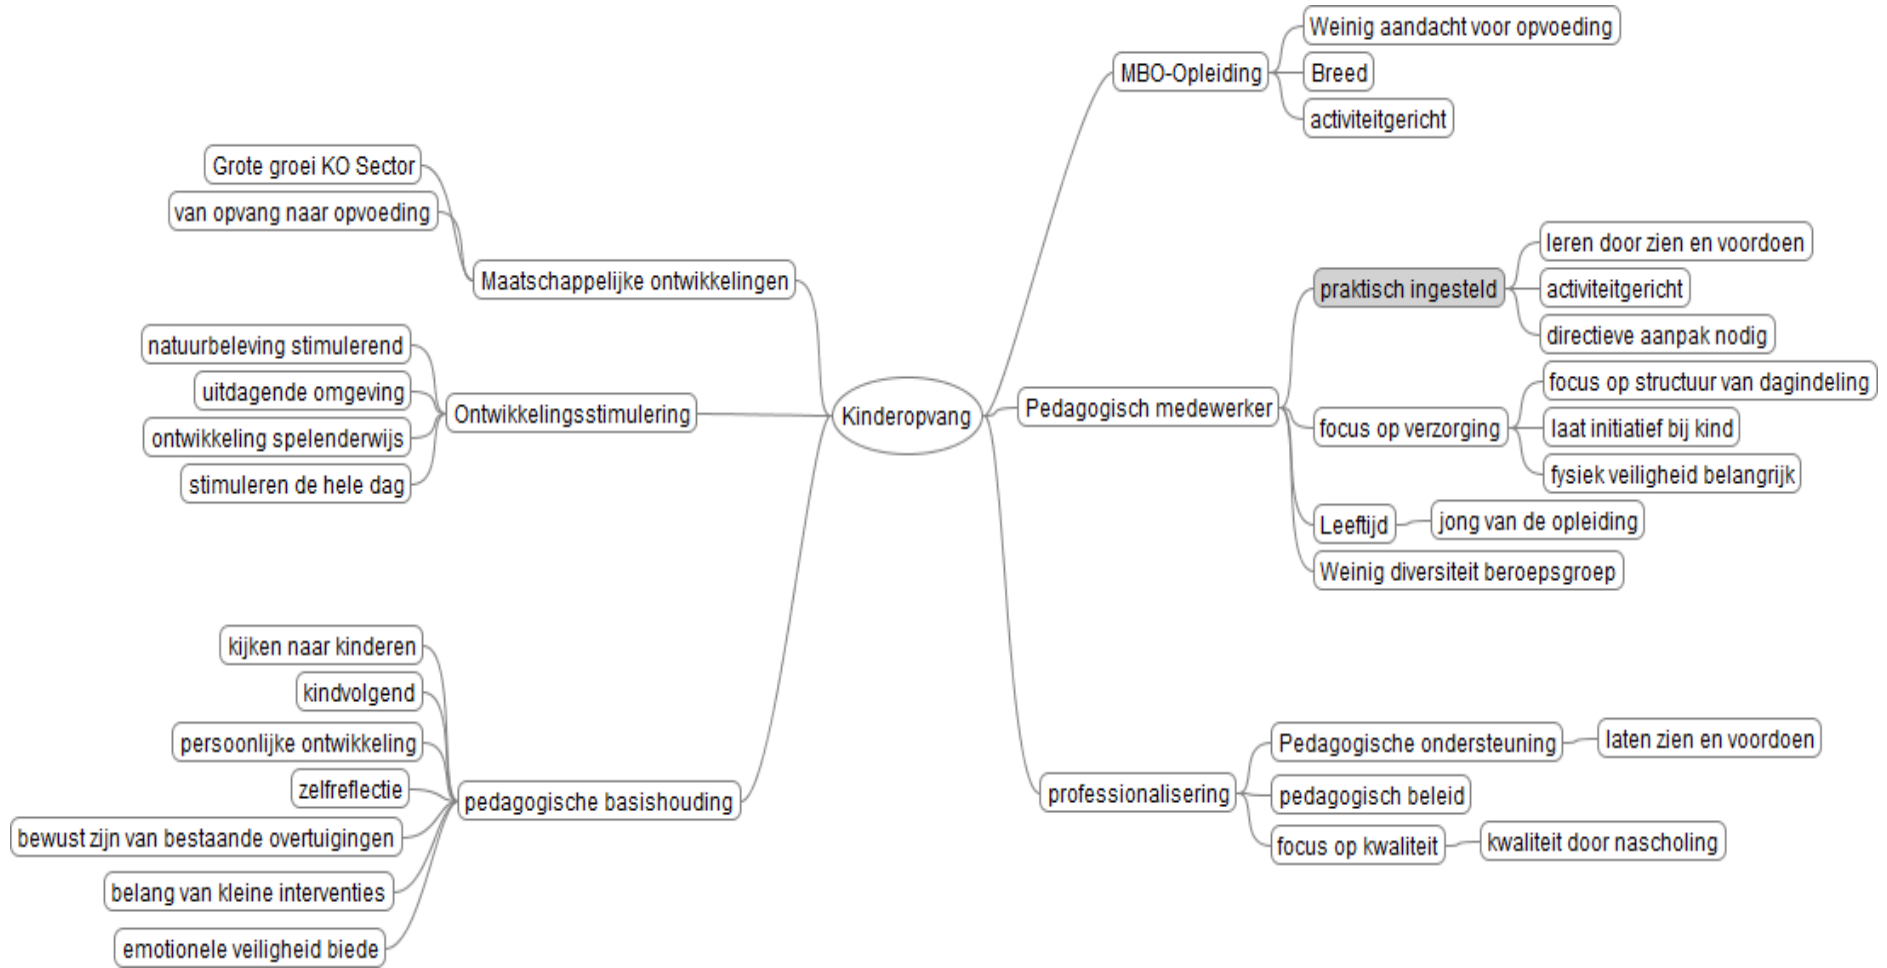 Weinig aandacht voor opvoeding
MBO-Opleiding
Breed
activiteitgericht
Grote groei KO Sector
van opvang naar opvoeding
Maatschappelijke ontwikkelingen
natuurbeleving stimulerend
uitdagende omgeving
Ontwikkelingsstimulering
ontwikkeling spelenderwijs
stimuleren de hele dag
Kinderopvang
leren door zien en voordoen
praktisch ingesteld
activiteitgericht
directieve aanpak nodig
Pedagogisch medewerker
focus op structuur van dagindeling
focus op verzorging
laat initiatief bij kind
fysiek veiligheid belangrijk
Leeftijd
jong van de opleiding
Weinig diversiteit beroepsgroep
kijken naar kinderen
kindvolgend
persoonlijke ontwikkeling
zelfreflectie
pedagogische basishouding
bewust zijn van bestaande overtuigingen
belang van kleine interventies
emotionele veiligheid biede
Pedagogische ondersteuning
laten zien en voordoen
professionalisering
pedagogisch beleid
focus op kwaliteit
kwaliteit door nascholing